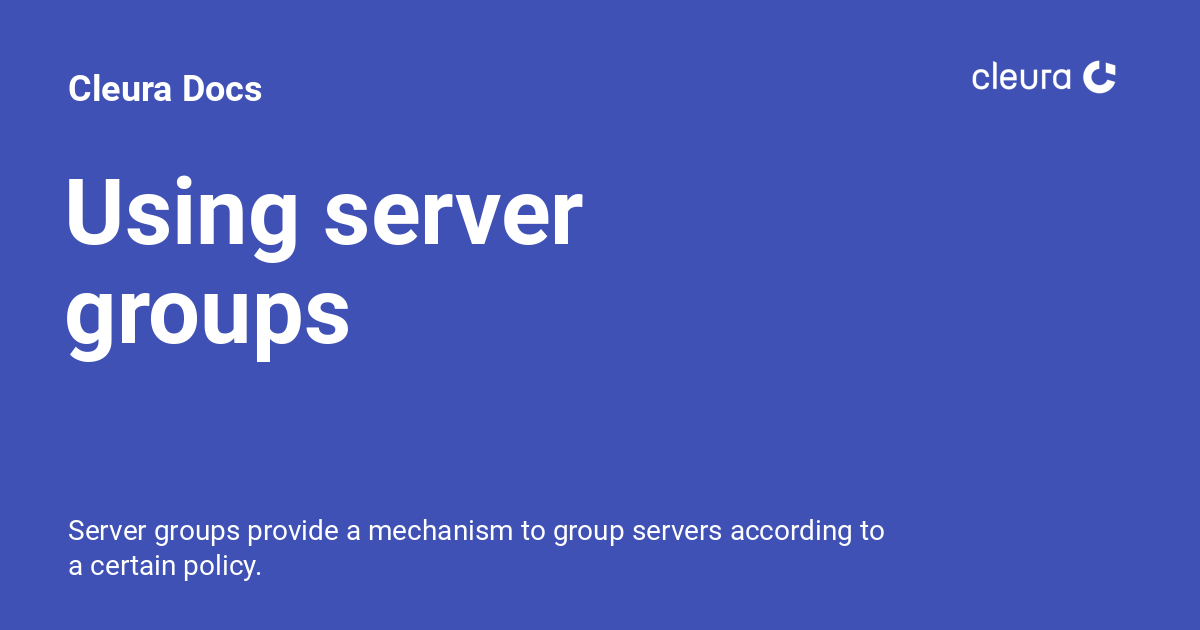 Cleura Docs
cleura
Using server
groups
Server groups provide a mechanism to group servers according to
a certain policy.